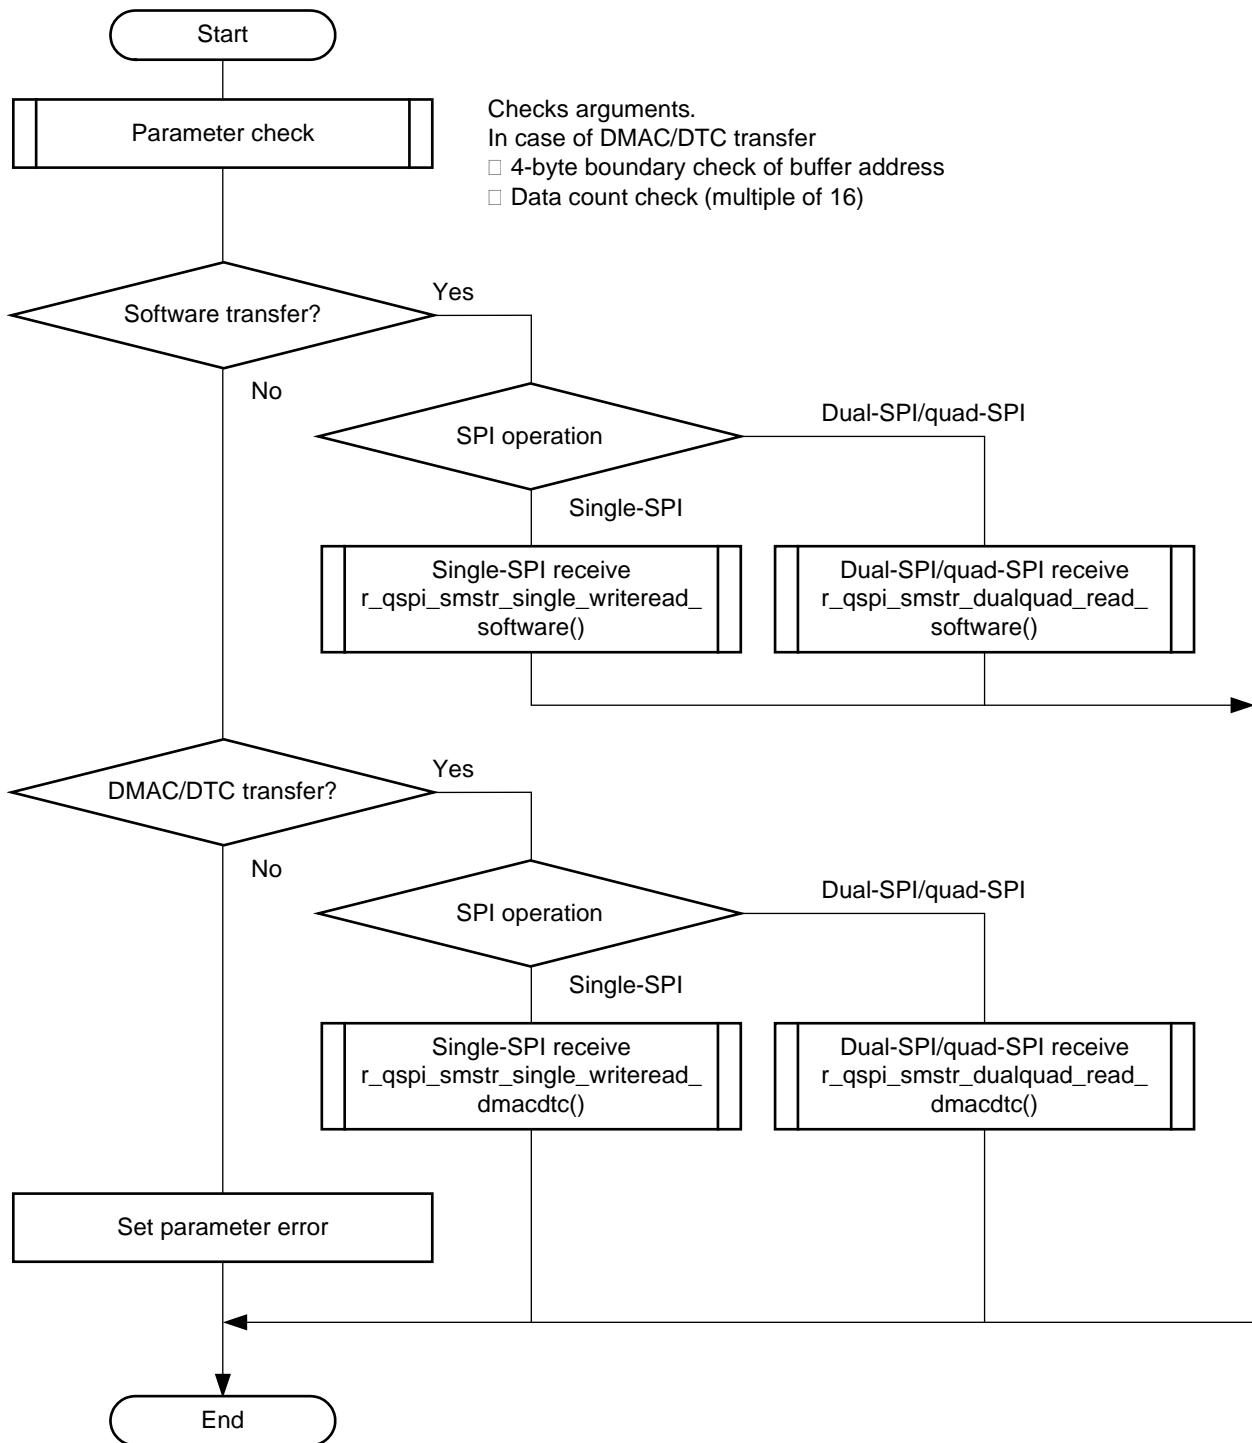 Start
Parameter check
Checks arguments.
In case of DMAC/DTC transfer
□ 4-byte boundary check of buffer address
□ Data count check (multiple of 16)
Software transfer?
Yes
No
SPI operation
Dual-SPI/quad-SPI
Single-SPI
Single-SPI receive
r_qspi_smstr_single_writeread_
software()
Dual-SPI/quad-SPI receive
r_qspi_smstr_dualquad_read_
software()
DMAC/DTC transfer?
Yes
No
SPI operation
Dual-SPI/quad-SPI
Single-SPI
Single-SPI receive
r_qspi_smstr_single_writeread_
dmacdtc()
Dual-SPI/quad-SPI receive
r_qspi_smstr_dualquad_read_
dmacdtc()
Set parameter error
End